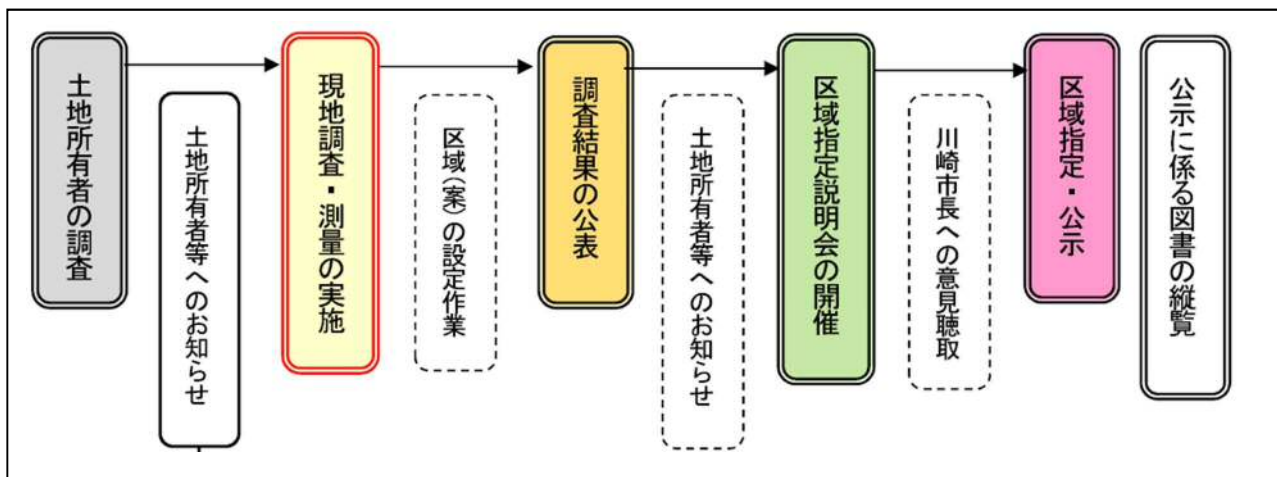 土地所有者の調査
土地所有者等へのお知らせ
現地調査・測量の実施
区域(案)の設定作業
調査結果の公表
土地所有者等へのお知らせ
区域指定説明会の開催
川崎市長への意見聴取
区域指定・公示
公示に係る図書の縦覧